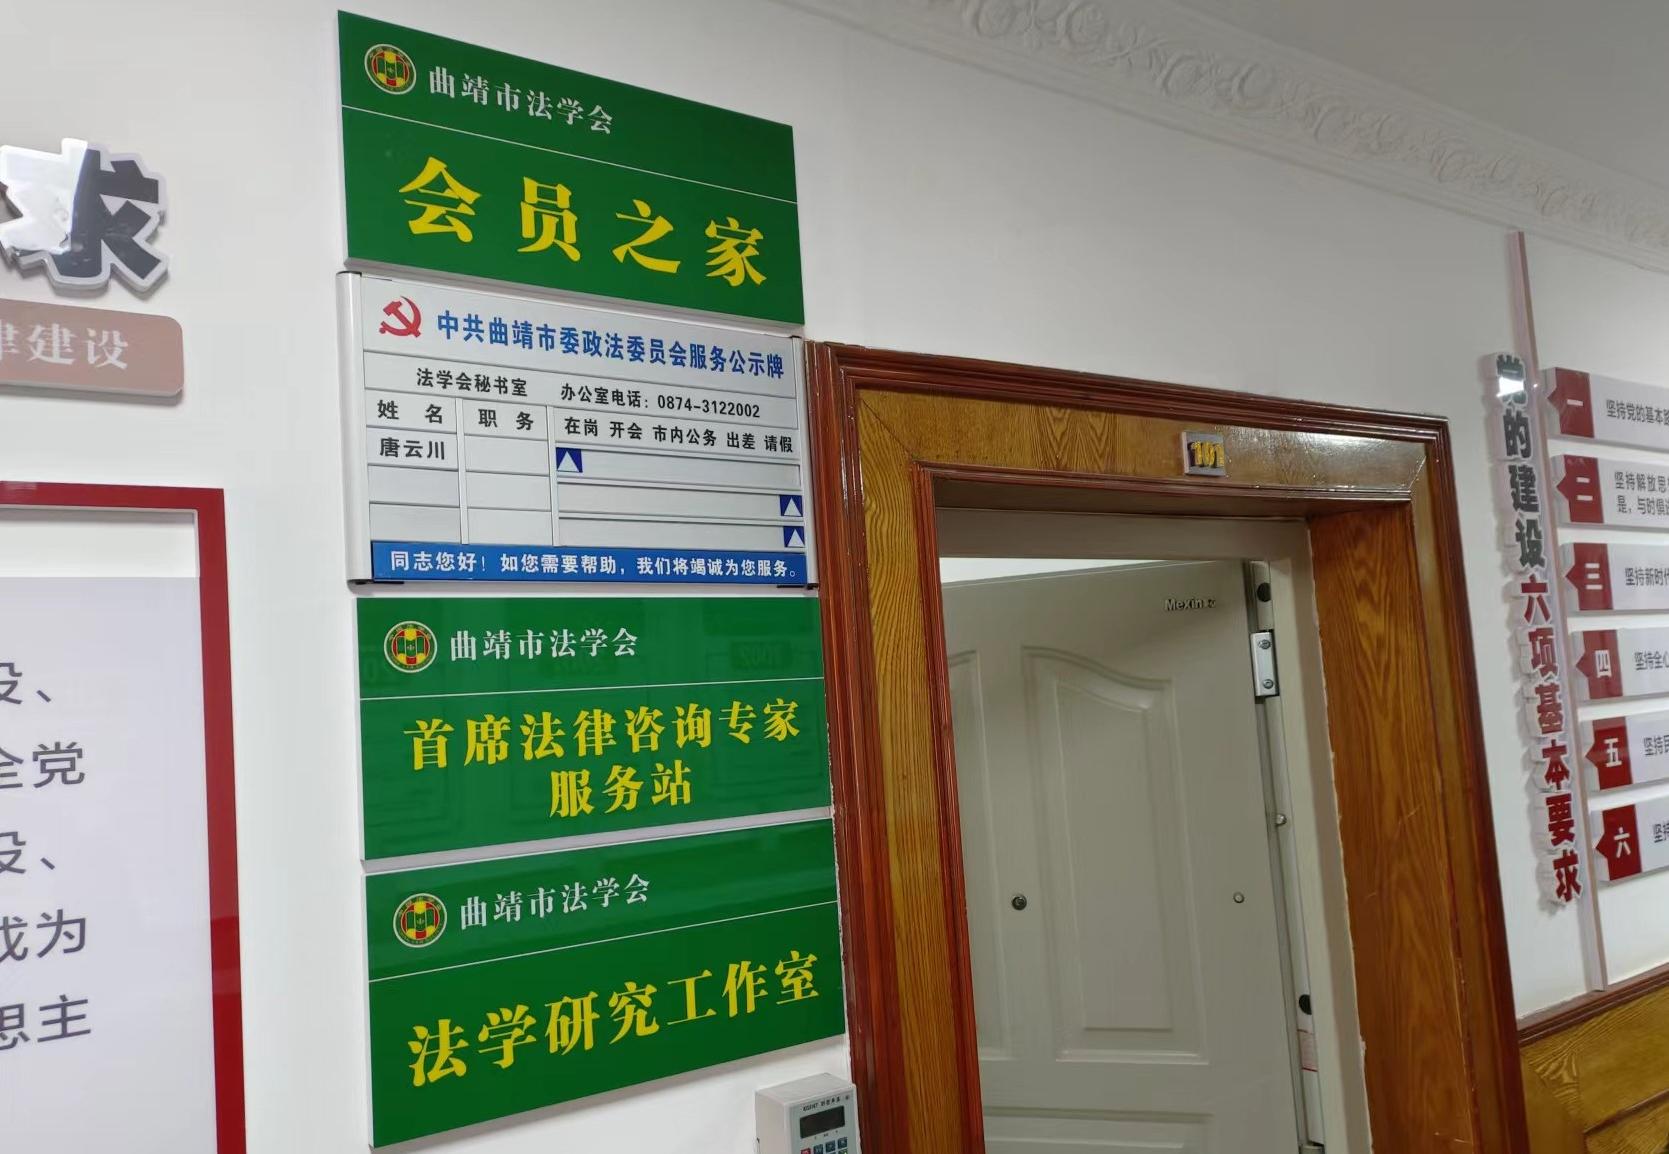 求
建设
设、
全党
设、
成为
思主
曲靖市法学会
会员之家
中共曲靖市委政法委员会服务公示牌
法学会秘书室 办公室电话：0874-3122002
姓 名 职 务 在岗 开会 市内公务 出差 请假
唐云川
同志您好！如您需要帮助，我们将竭诚为您服务。
曲靖市法学会
首席法律咨询专家
服务站
曲靖市法学会
法学研究工作室
101
Mexin
党的建设六项基本要求
一 坚持党的基本
二 坚持解放思
是，与时俱
三 坚持新时代
四 坚持全心
五 坚持民
六 坚持